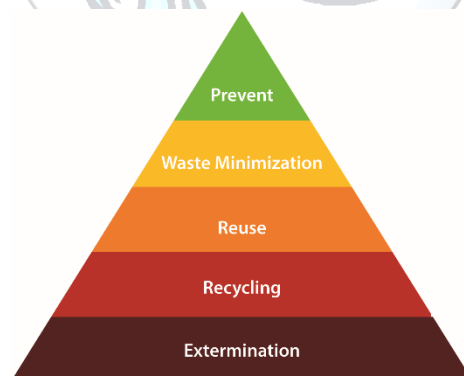 Prevent
Waste Minimization
Reuse
Recycling
Extermination